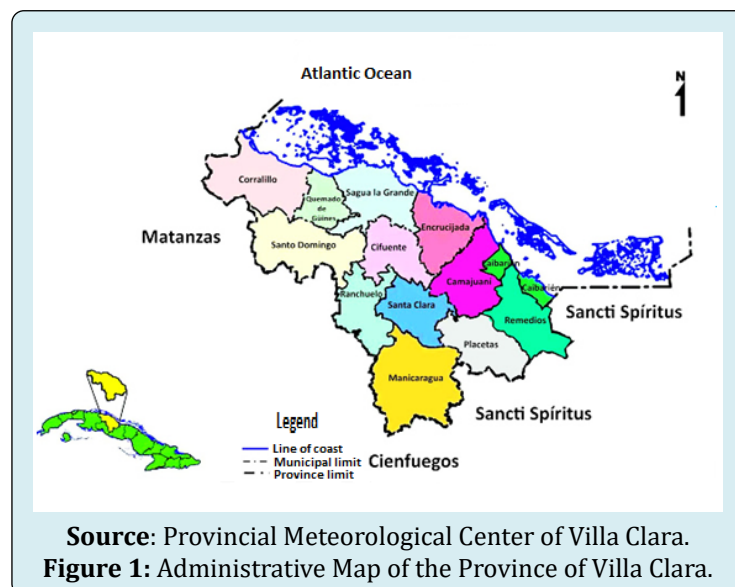 Atlantic Ocean
N
Corralillo
Quemado
de
Güines
Sagua la Grande
Encrucijada
Matanzas
Santo Domingo
Cifuente
Caibarién
Camajuani
Caibarién
Ranchuelo
Santa Clara
Remedios
Sancti Spíritus
Placetas
Manicaragua
Sancti Spíritus
Legend
Line of coast
Municipal limit
Province limit
Cienfuegos
Source: Provincial Meteorological Center of Villa Clara.
Figure 1: Administrative Map of the Province of Villa Clara.